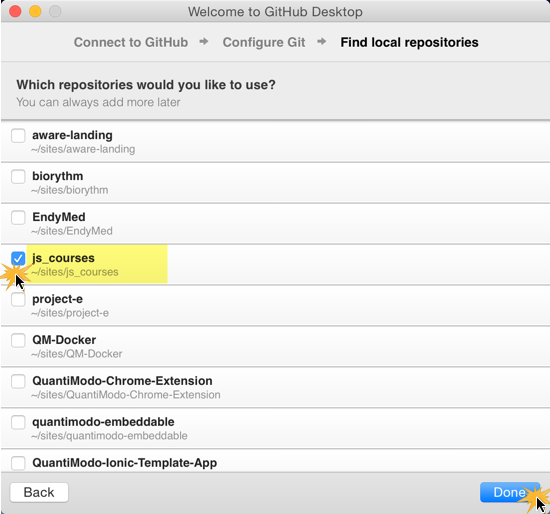 Welcome to GitHub Desktop
Connect to GitHub → Configure Git → Find local repositories
Which repositories would you like to use?
You can always add more later
aware-landing
~/sites/aware-landing
biorythm
~/sites/biorythm
EndyMed
~/sites/EndyMed
js_courses
~/sites/js_courses
project-e
~/sites/project-e
QM-Docker
~/sites/QM-Docker
QuantiModo-Chrome-Extension
~/sites/QuantiModo-Chrome-Extension
quantimodo-embeddable
~/sites/quantimodo-embeddable
QuantiModo-Ionic-Template-App
Back Done